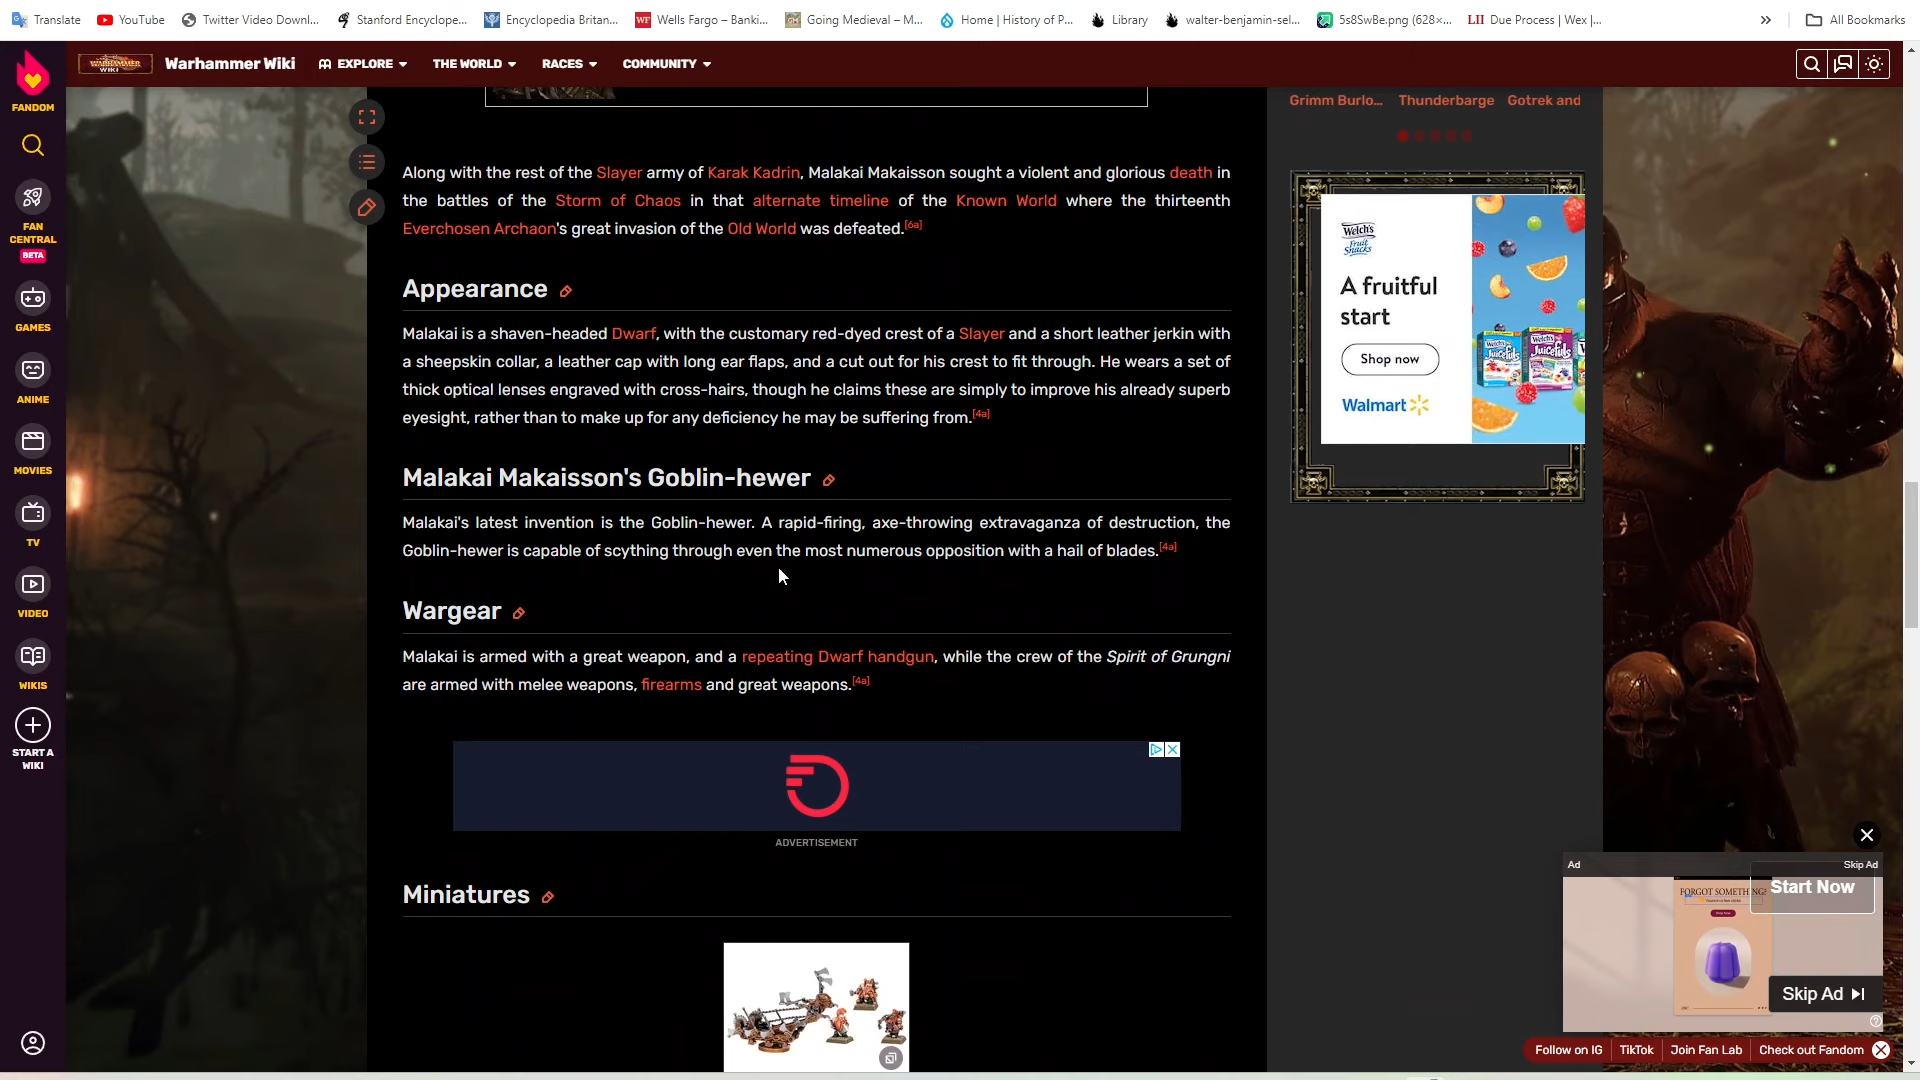 Translate
YouTube
Twitter Video Downl...
Stanford Encyclope...
Encyclopedia Britan...
Wells Fargo – Banki...
Going Medieval – M...
Home | History of P...
Library
walter-benjamin-sel...
5s8SwBe.png (628×...
Due Process | Wex |...
»
All Bookmarks
FANDOM
FAN
CENTRAL
BETA
GAMES
ANIME
MOVIES
TV
VIDEO
WIKIS
START A
WIKI
Warhammer Wiki
EXPLORE
THE WORLD
RACES
COMMUNITY
Along with the rest of the Slayer army of Karak Kadrin, Malakai Makaisson sought a violent and glorious death in
the battles of the Storm of Chaos in that alternate timeline of the Known World where the thirteenth
Everchosen Archaon's great invasion of the Old World was defeated.[6a]
Appearance
Malakai is a shaven-headed Dwarf, with the customary red-dyed crest of a Slayer and a short leather jerkin with
a sheepskin collar, a leather cap with long ear flaps, and a cut out for his crest to fit through. He wears a set of
thick optical lenses engraved with cross-hairs, though he claims these are simply to improve his already superb
eyesight, rather than to make up for any deficiency he may be suffering from.[4a]
Malakai Makaisson's Goblin-hewer
Malakai's latest invention is the Goblin-hewer. A rapid-firing, axe-throwing extravaganza of destruction, the
Goblin-hewer is capable of scything through even the most numerous opposition with a hail of blades.[4a]
Wargear
Malakai is armed with a great weapon, and a repeating Dwarf handgun, while the crew of the Spirit of Grungni
are armed with melee weapons, firearms and great weapons.[4a]
ADVERTISEMENT
Miniatures
Grimm Burlo...
Thunderbarge
Gotrek and
Welch's
Fruit
Snacks
A fruitful
start
Shop now
Walmart
Welch's
Juicefuls
Juicefuls
Ad
Skip Ad
FORGOT SOMETHING?
Start Now
Skip Ad
Follow on IG
TikTok
Join Fan Lab
Check out Fandom